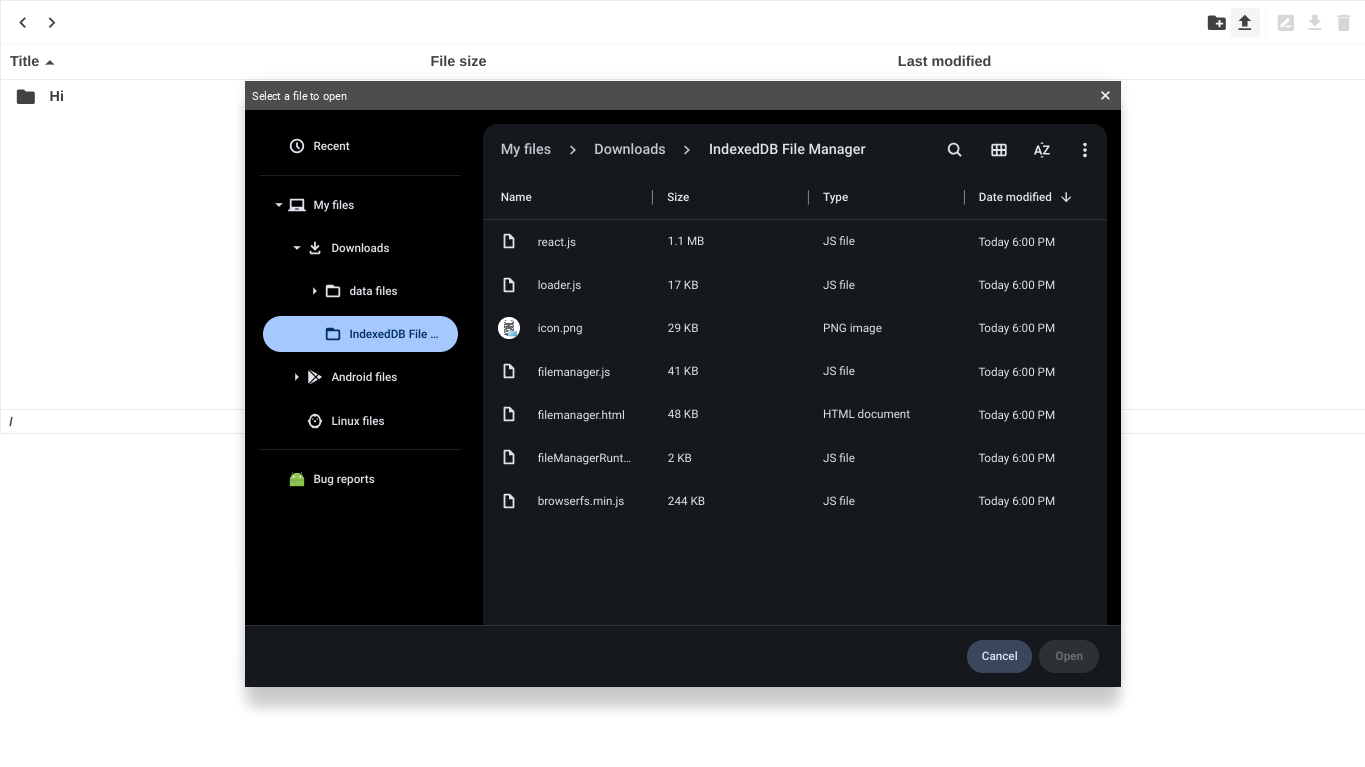 Title File size Last modified
Hi
Select a file to open
Recent
My files
Downloads
data files
IndexedDB File ...
Android files
Linux files
Bug reports
My files Downloads IndexedDB File Manager AZ
Name Size Type Date modified
react.js 1.1 MB JS file Today 6:00 PM
loader.js 17 KB JS file Today 6:00 PM
icon.png 29 KB PNG image Today 6:00 PM
filemanager.js 41 KB JS file Today 6:00 PM
filemanager.html 48 KB HTML document Today 6:00 PM
fileManagerRunt... 2 KB JS file Today 6:00 PM
browserfs.min.js 244 KB JS file Today 6:00 PM
/
Cancel Open